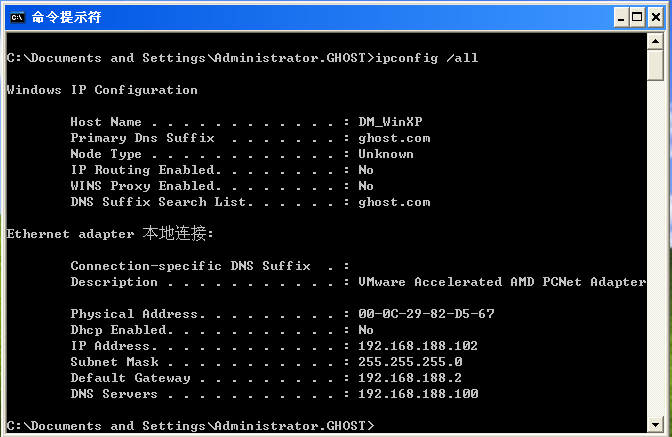 命令提示符
C:\Documents and Settings\Administrator.GHOST>ipconfig /all
Windows IP Configuration
Host Name . . . . . . . . . . . . : DM_WinXP
Primary Dns Suffix  . . . . . . . : ghost.com
Node Type . . . . . . . . . . . . : Unknown
IP Routing Enabled. . . . . . . . : No
WINS Proxy Enabled. . . . . . . . : No
DNS Suffix Search List. . . . . . : ghost.com
Ethernet adapter 本地连接:
Connection-specific DNS Suffix  . :
Description . . . . . . . . . . . : VMware Accelerated AMD PCNet Adapter
Physical Address. . . . . . . . . : 00-0C-29-82-D5-67
Dhcp Enabled. . . . . . . . . . . : No
IP Address. . . . . . . . . . . . : 192.168.188.102
Subnet Mask . . . . . . . . . . . : 255.255.255.0
Default Gateway . . . . . . . . . : 192.168.188.2
DNS Servers . . . . . . . . . . . : 192.168.188.100
C:\Documents and Settings\Administrator.GHOST>